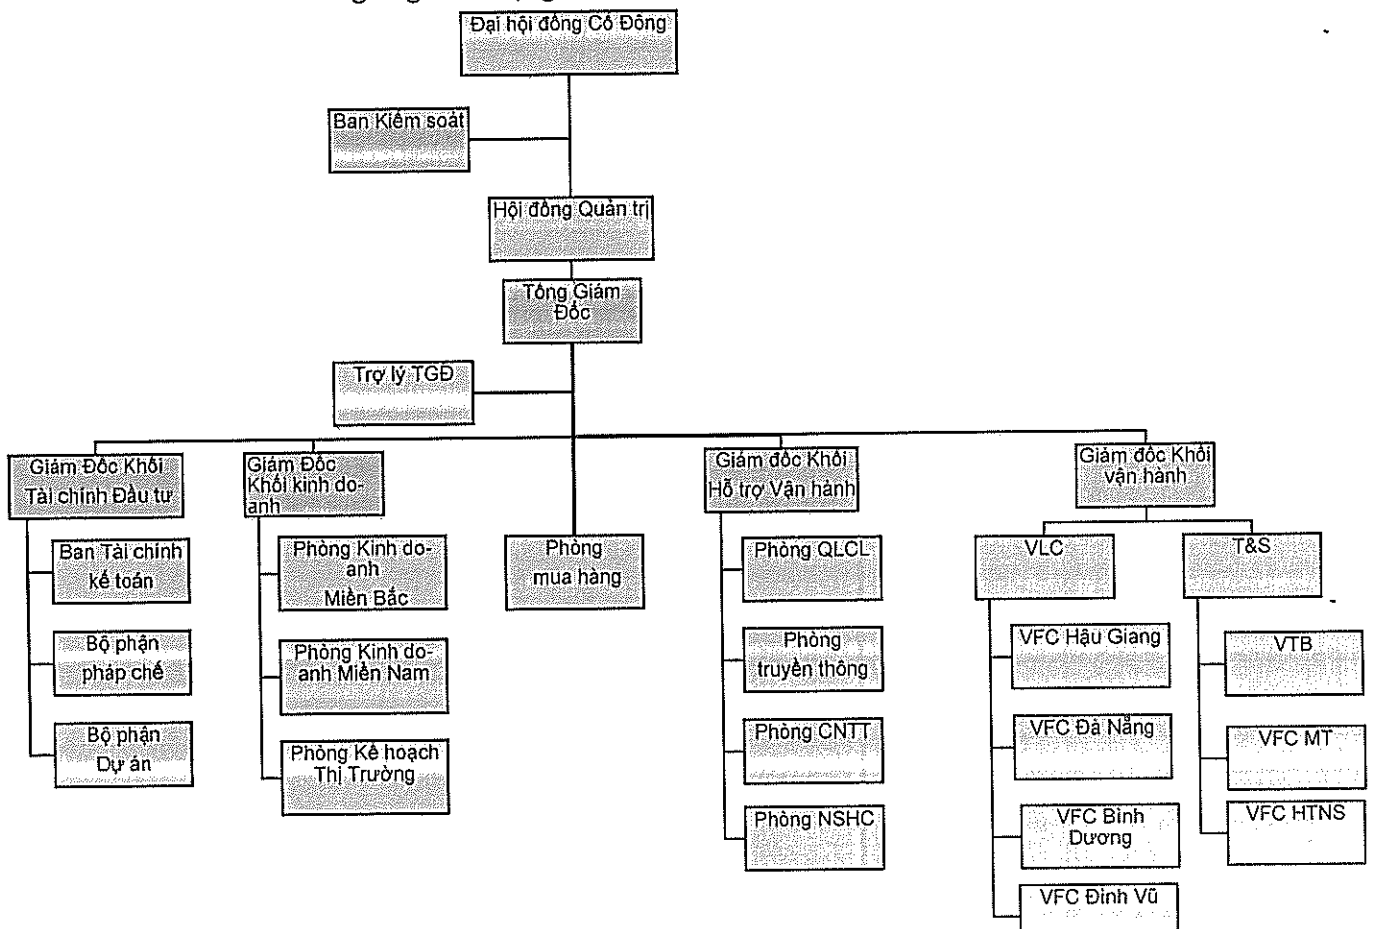 Đại hội đồng Cổ Đông
Ban Kiểm soát
Hội đồng Quản trị
Tổng Giám
Đốc
Trợ lý TGĐ
Giám Đốc Khối
Tài chính Đầu tư
Giám Đốc
Khối kinh do-
anh
Giám đốc Khối
Hỗ trợ Vận hành
Giám đốc Khối
vận hành
Ban Tài chính
kế toán
Bộ phận
pháp chế
Bộ phận
Dự án
Phòng Kinh do-
anh
Miền Bắc
Phòng Kinh do-
anh Miền Nam
Phòng Kế hoạch
Thị Trường
Phòng
mua hàng
Phòng QLCL
Phòng
truyền thông
Phòng CNTT
Phòng NSHC
VLC
VFC Hậu Giang
VFC Đà Nẵng
VFC Bình
Dương
VFC Đình Vũ
T&S
VTB
VFC MT
VFC HTNS